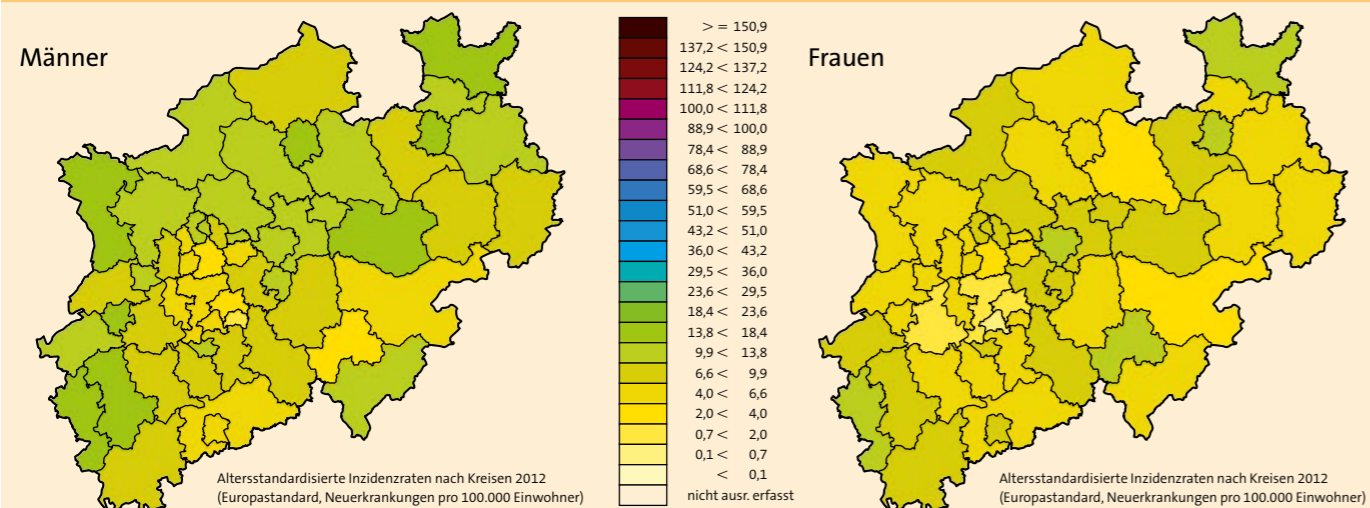 Männer
> = 150,9
137,2 < 150,9
124,2 < 137,2
111,8 < 124,2
100,0 < 111,8
88,9 < 100,0
78,4 < 88,9
68,6 < 78,4
59,5 < 68,6
51,0 < 59,5
43,2 < 51,0
36,0 < 43,2
29,5 < 36,0
23,6 < 29,5
18,4 < 23,6
13,8 < 18,4
9,9 < 13,8
6,6 < 9,9
4,0 < 6,6
2,0 < 4,0
0,7 < 2,0
0,1 < 0,7
< 0,1
nicht ausr. erfasst
Altersstandardisierte Inzidenzraten nach Kreisen 2012
(Europastandard, Neuerkrankungen pro 100.000 Einwohner)
Frauen
Altersstandardisierte Inzidenzraten nach Kreisen 2012
(Europastandard, Neuerkrankungen pro 100.000 Einwohner)